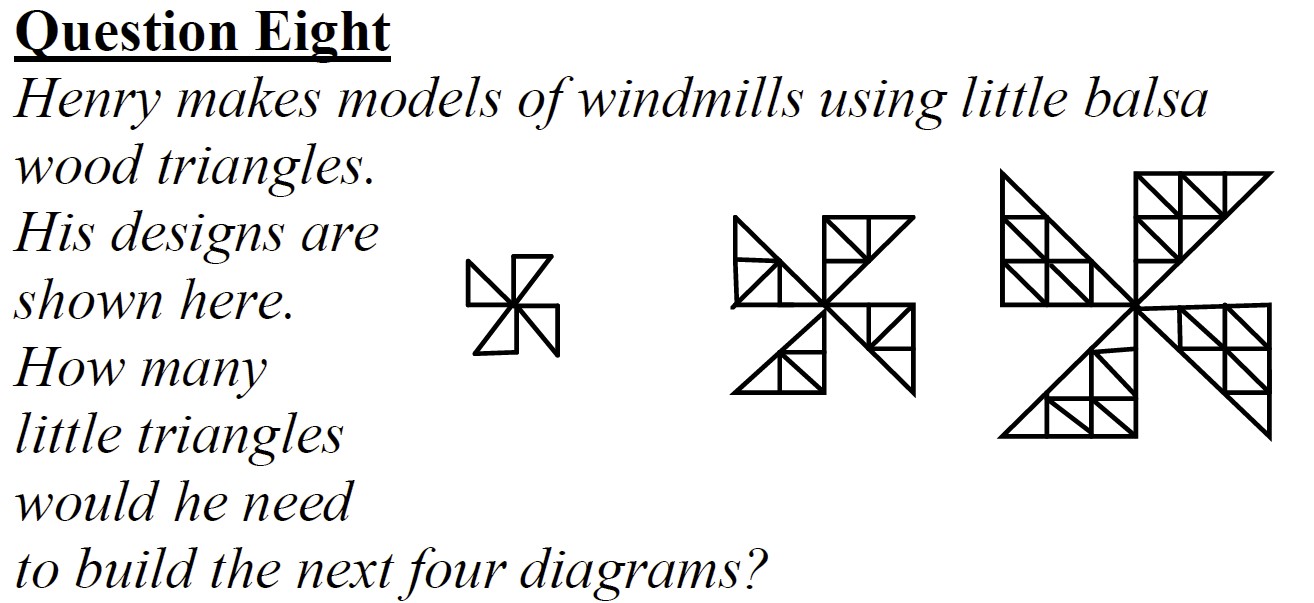 Question Eight
Henry makes models of windmills using little balsa
wood triangles.
His designs are
shown here.
How many
little triangles
would he need
to build the next four diagrams?